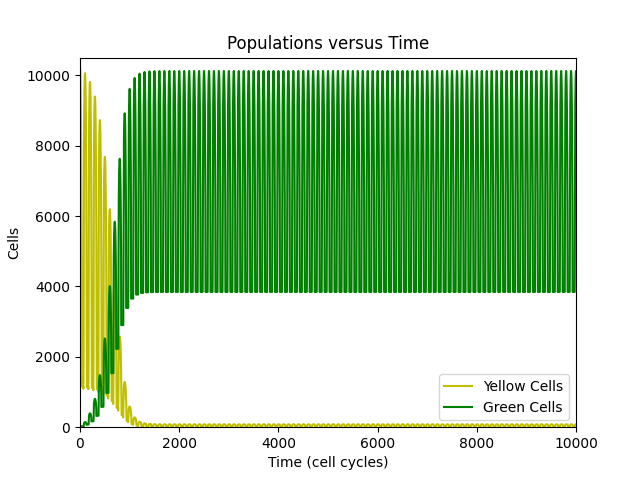 Populations versus Time
10000
8000
6000
4000
2000
0
Cells
0 2000 4000 6000 8000 10000
Time (cell cycles)
Yellow Cells
Green Cells